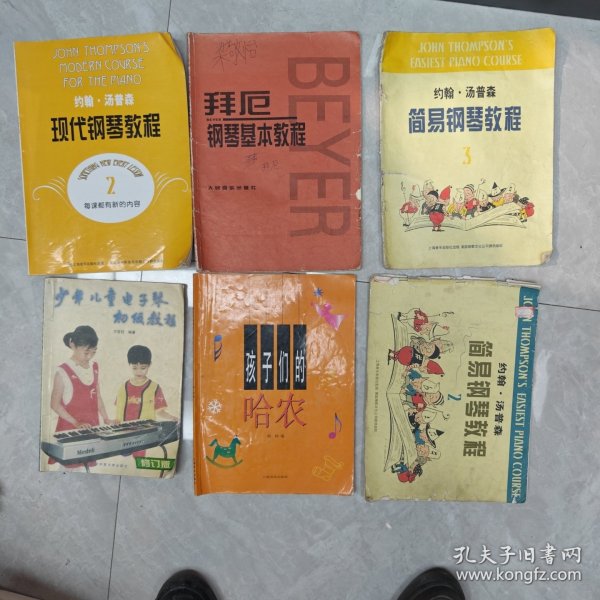 JOHN THOMPSON'S
MODERN COURSE
FOR THE PIANO
约翰·汤普森
现代钢琴教程
SOMETHING NEW EVERY LESSON
2
每课都有新的内容
BEYER
拜厄
钢琴基本教程
人民音乐出版社
JOHN THOMPSON'S
EASIEST PIANO COURSE
约翰·汤普森
简易钢琴教程
3
少年儿童电子琴
初级教程
修订版
孩子们的
哈农
JOHN THOMPSON'S EASIEST PIANO COURSE
约翰·汤普森
简易钢琴教程
2
孔夫子旧书网
www.kongfz.com